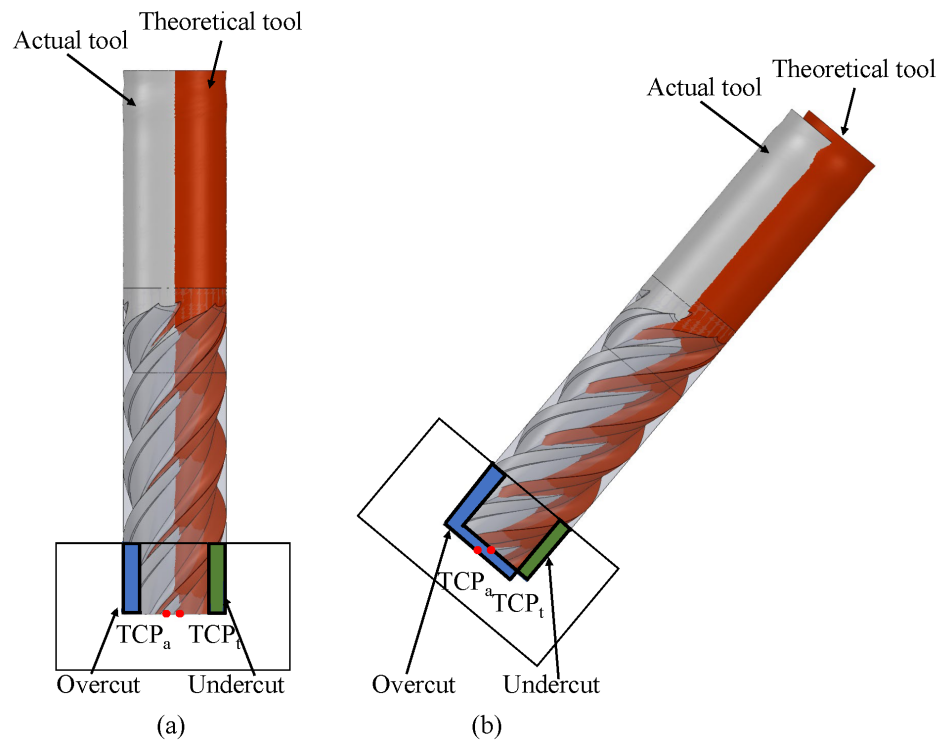 Theoretical tool
Actual tool
TCPₐ TCPₜ
Overcut Undercut
(a)
Theoretical tool
Actual tool
TCPₐ
TCPₜ
Overcut Undercut
(b)